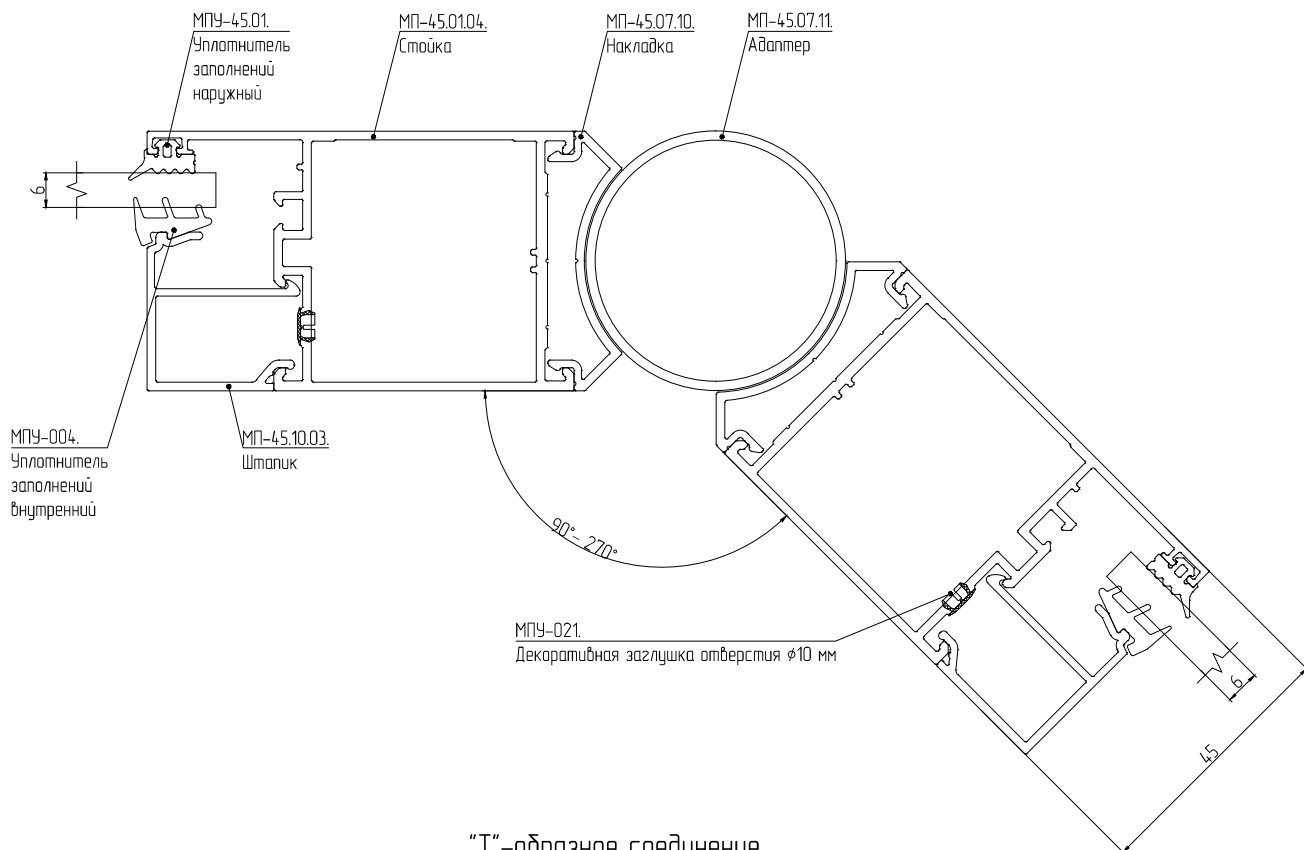 МПУ-45.01.
Уплотнитель
заполнений
наружный
МП-45.01.04.
Стойка
МП-45.07.10.
Накладка
МП-45.07.11.
Адаптер
6
МПУ-004.
Уплотнитель
заполнений
внутренний
МП-45.10.03.
Штапик
90°- 270°
МПУ-021.
Декоративная заглушка отверстия ϕ10 мм
6
45
"Т"-образное соединение